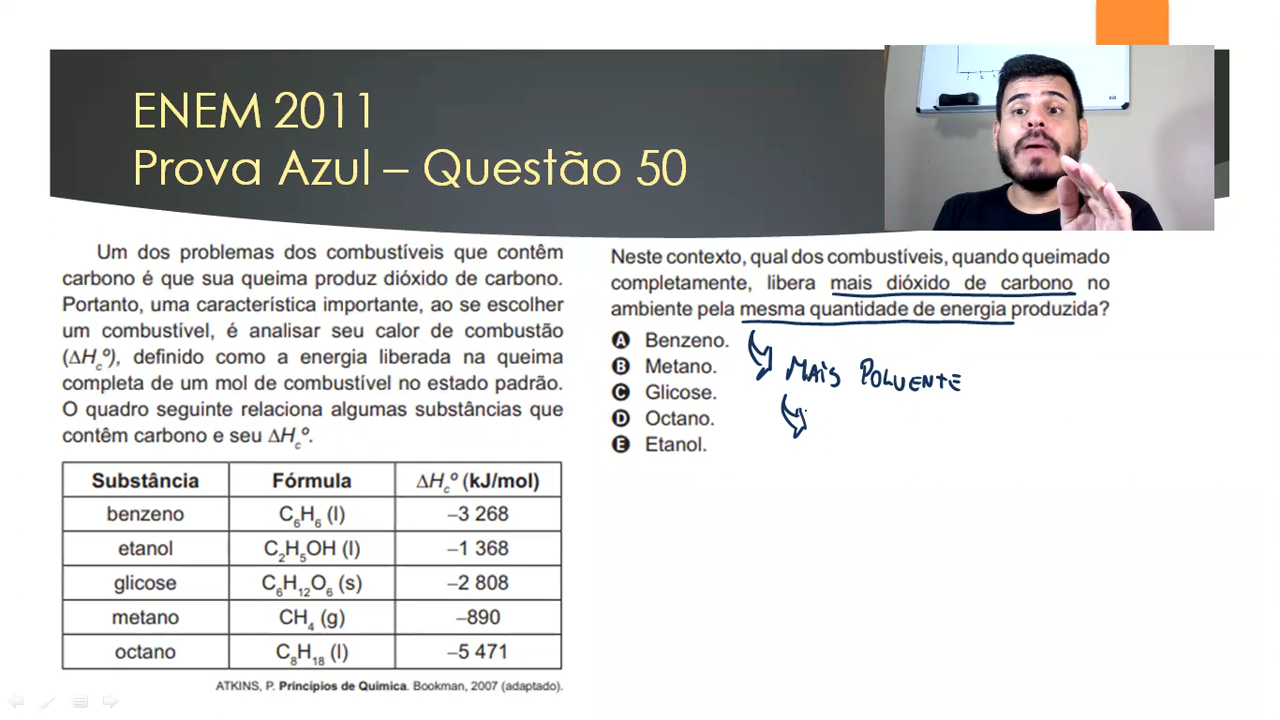 ENEM 2011
Prova Azul – Questão 50
Um dos problemas dos combustíveis que contêm
carbono é que sua queima produz dióxido de carbono.
Portanto, uma característica importante, ao se escolher
um combustível, é analisar seu calor de combustão
(ΔHcº), definido como a energia liberada na queima
completa de um mol de combustível no estado padrão.
O quadro seguinte relaciona algumas substâncias que
contêm carbono e seu ΔHcº.
Substância Fórmula ΔHcº (kJ/mol)
benzeno C6H6 (l) –3 268
etanol C2H5OH (l) –1 368
glicose C6H12O6 (s) –2 808
metano CH4 (g) –890
octano C8H18 (l) –5 471
ATKINS, P. Princípios de Química. Bookman, 2007 (adaptado).
Neste contexto, qual dos combustíveis, quando queimado
completamente, libera mais dióxido de carbono no
ambiente pela mesma quantidade de energia produzida?
A Benzeno.
B Metano.
C Glicose.
D Octano.
E Etanol.
MAIS POLUENTE